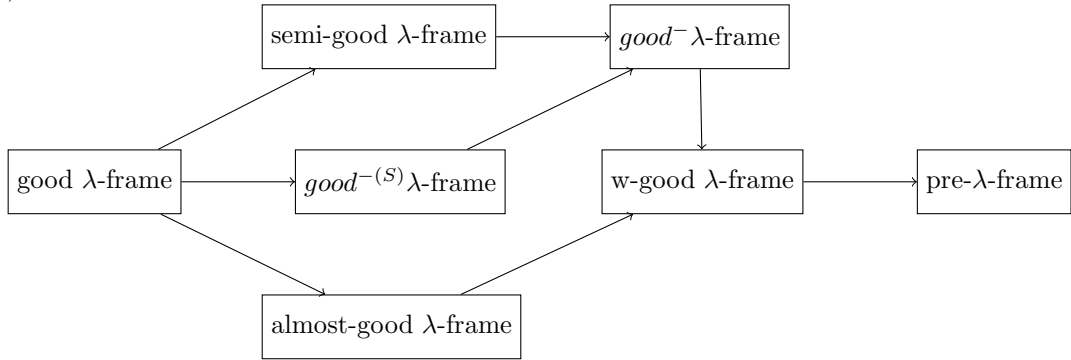 semi-good λ-frame
good⁻λ-frame
good λ-frame
good⁻⁽ˢ⁾λ-frame
w-good λ-frame
pre-λ-frame
almost-good λ-frame